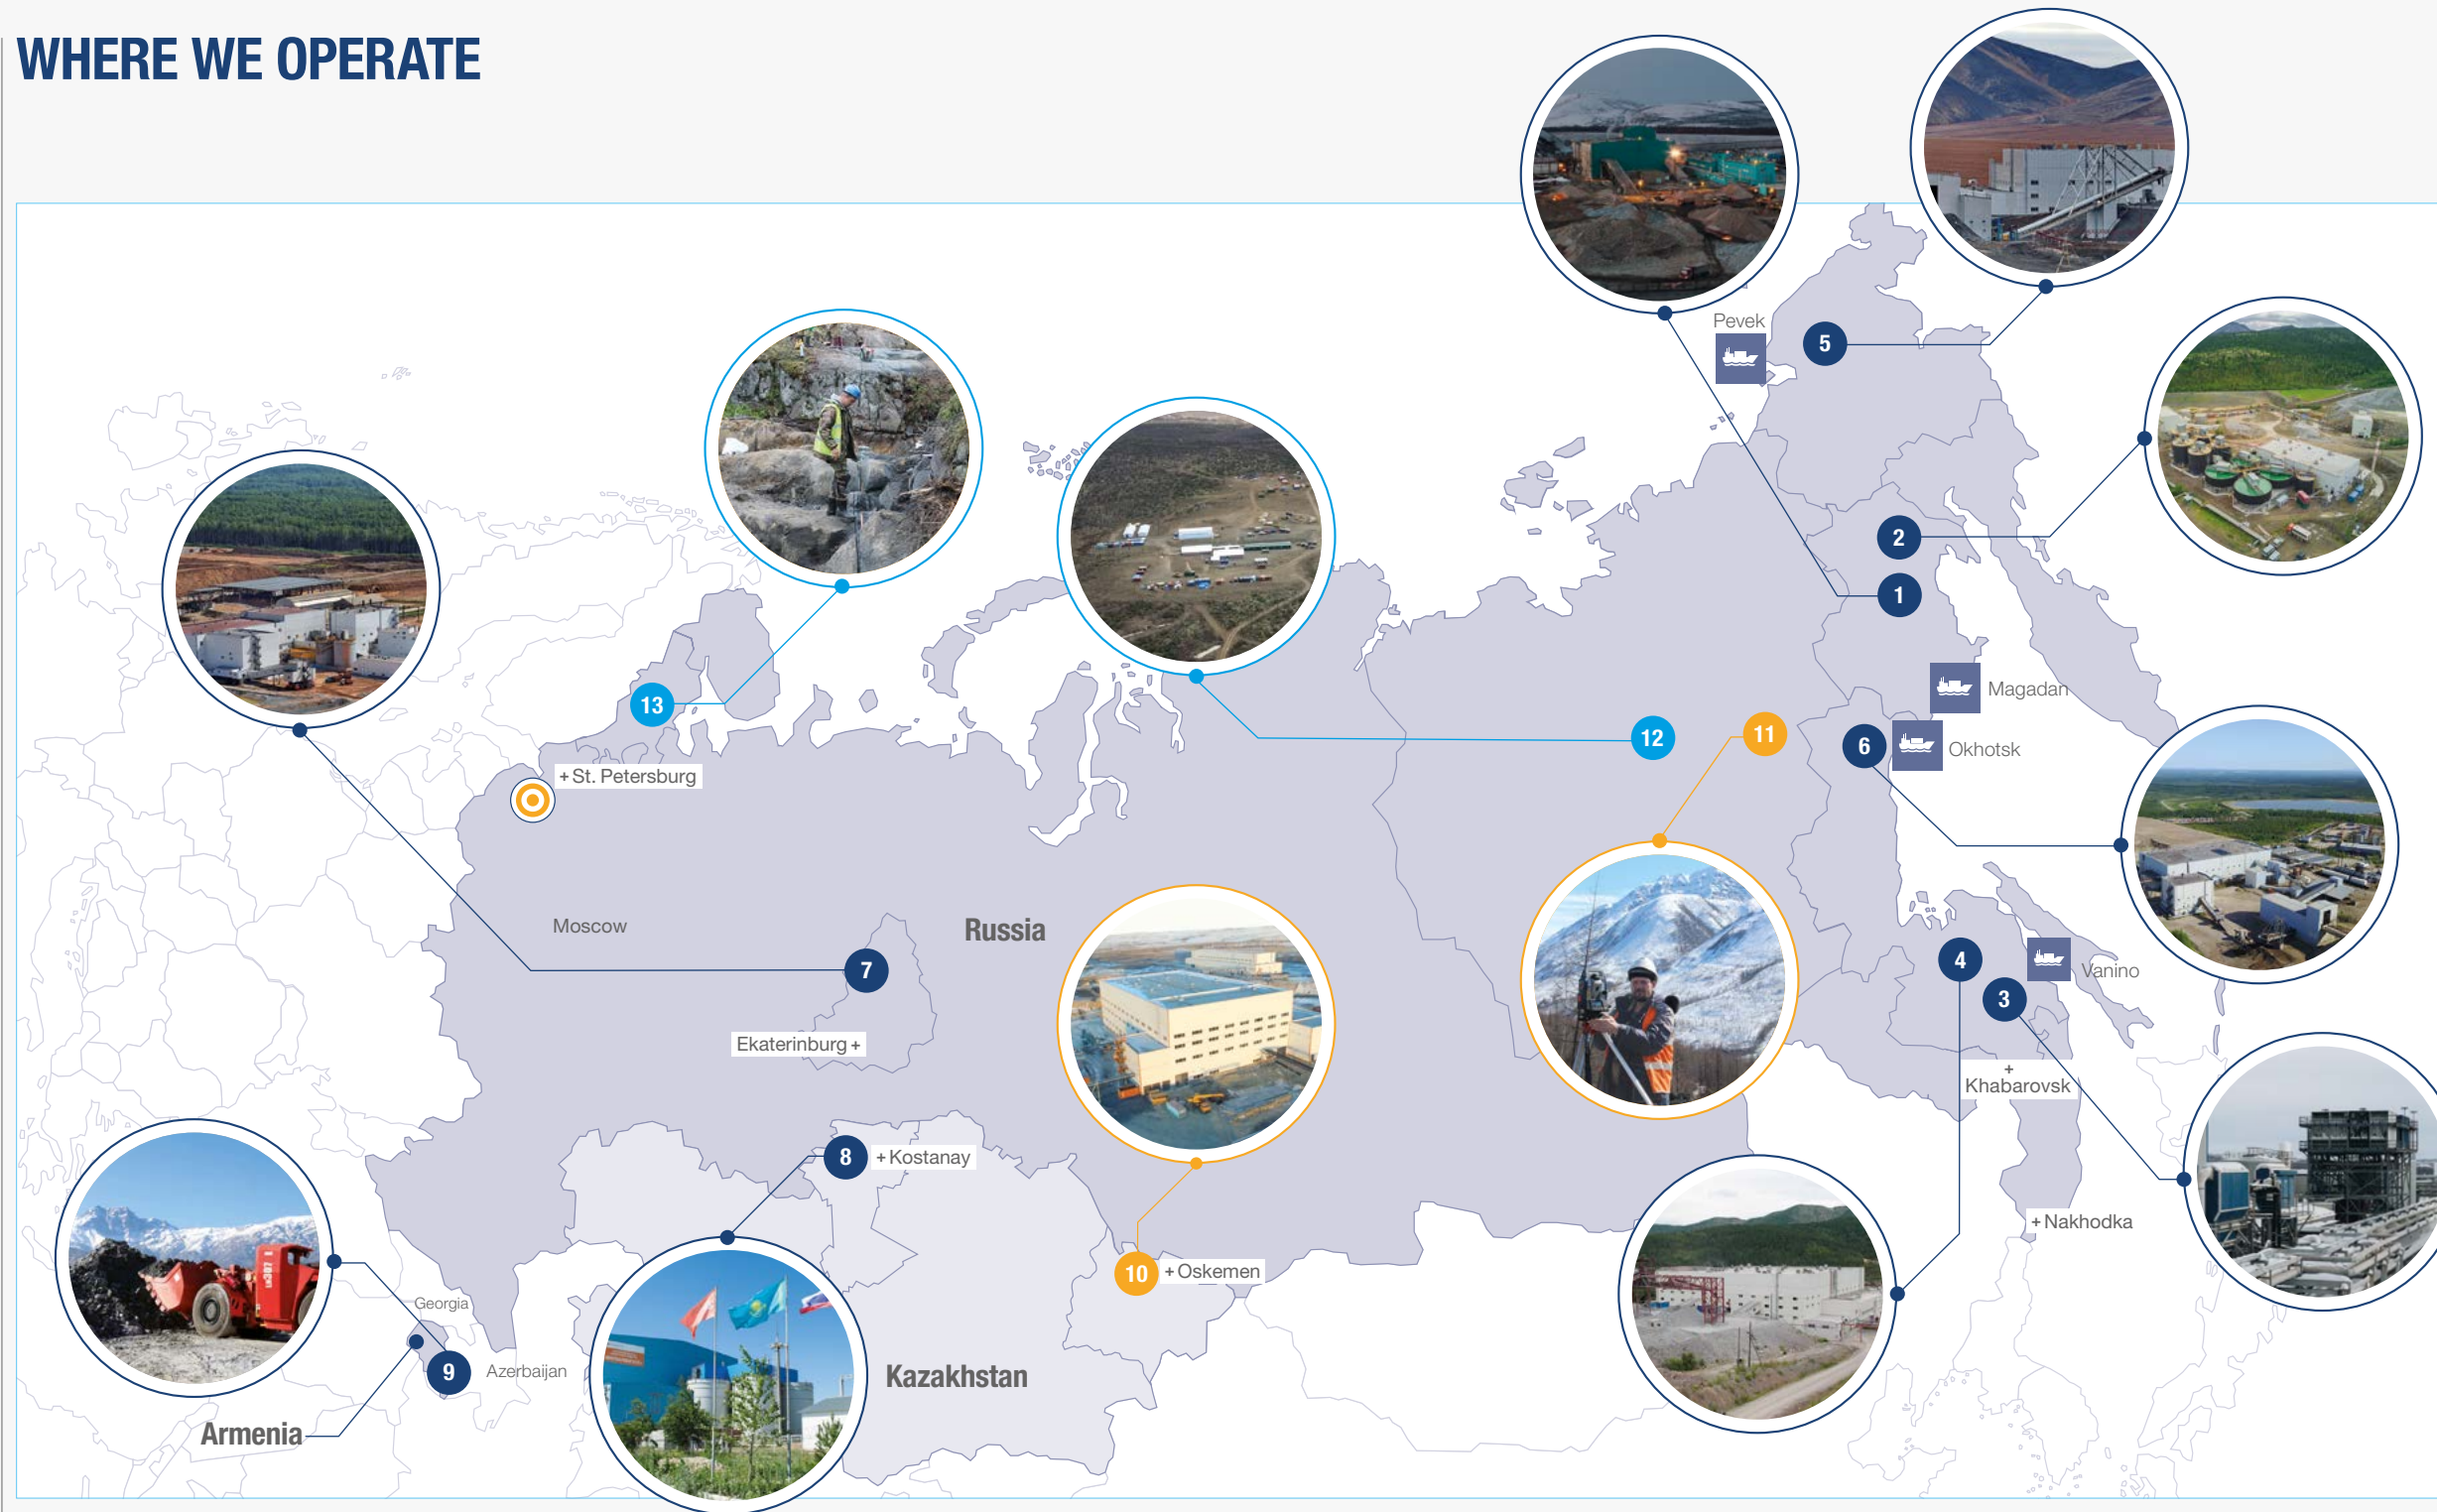 WHERE WE OPERATE
Pevek
5
2
1
13
Magadan
12
11
6
Okhotsk
+ St. Petersburg
Moscow
Russia
7
4
Vanino
3
Ekaterinburg +
+
Khabarovsk
8
+ Kostanay
+ Nakhodka
10
+ Oskemen
Georgia
9
Azerbaijan
Kazakhstan
Armenia
LH307